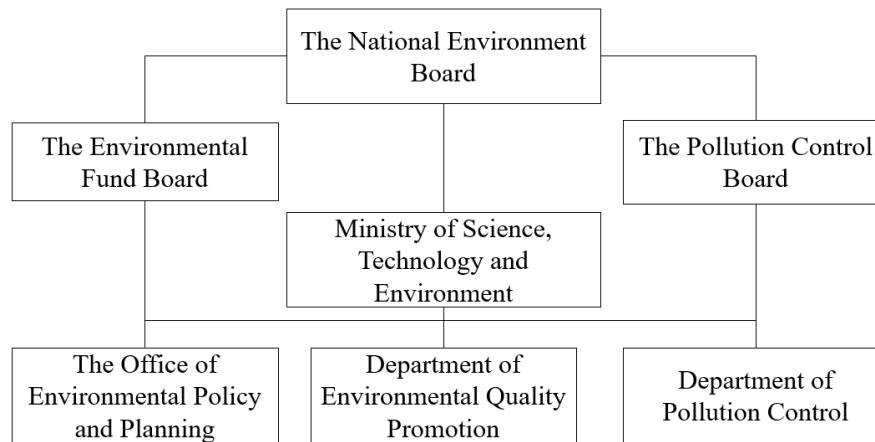 The National Environment
Board
The Environmental
Fund Board
The Pollution Control
Board
Ministry of Science,
Technology and
Environment
The Office of
Environmental Policy
and Planning
Department of
Environmental Quality
Promotion
Department of
Pollution Control